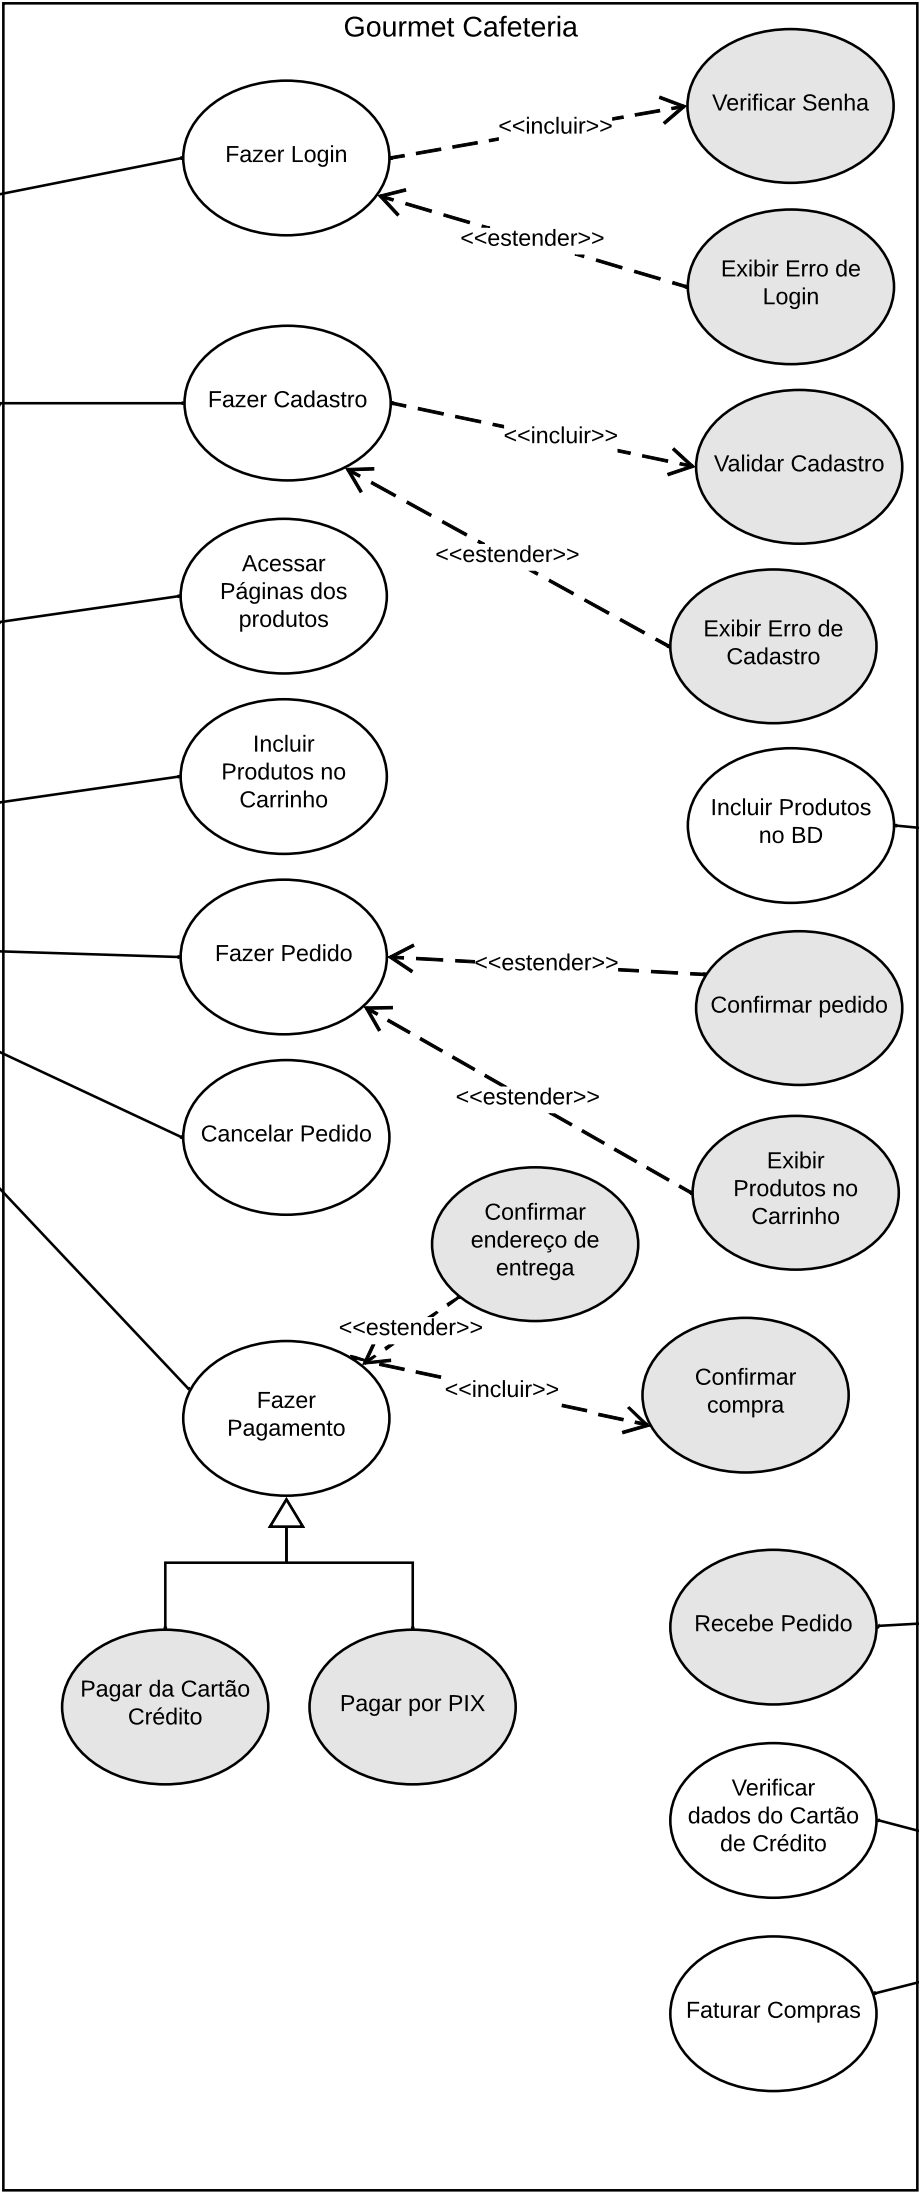 Gourmet Cafeteria
Verificar Senha
<<incluir>>
Fazer Login
<<estender>>
Exibir Erro de
Login
Fazer Cadastro
<<incluir>>
Validar Cadastro
<<estender>>
Acessar
Páginas dos
produtos
Exibir Erro de
Cadastro
Incluir
Produtos no
Carrinho
Incluir Produtos
no BD
Fazer Pedido
<<estender>>
Confirmar pedido
<<estender>>
Cancelar Pedido
Exibir
Produtos no
Carrinho
Confirmar
endereço de
entrega
<<estender>>
<<incluir>>
Confirmar
compra
Fazer
Pagamento
Recebe Pedido
Pagar da Cartão
Crédito
Pagar por PIX
Verificar
dados do Cartão
de Crédito
Faturar Compras